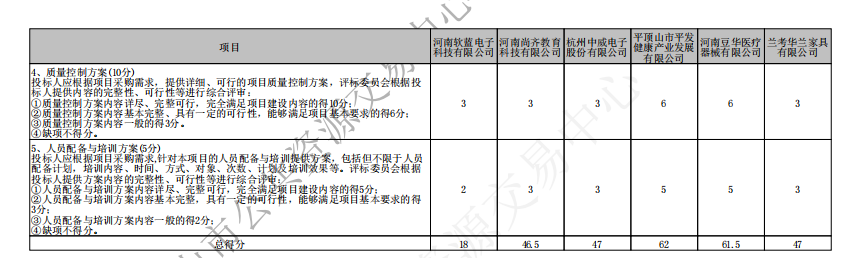 项目
河南软蓝电子科技有限公司
河南尚齐教育科技有限公司
杭州中威电子股份有限公司
平顶山市平发健康产业发展有限公司
河南豆华医疗器械有限公司
兰考华兰家具有限公司
4、质量控制方案(10分)
投标人应根据项目采购需求，提供详细、可行的项目质量控制方案，评标委员会根据投
标人提供内容的完整性、可行性等进行综合评审：
①质量控制方案内容详尽、完整可行，完全满足项目建设内容的得10分；
②质量控制方案内容基本完整、具有一定的可行性，能够满足项目基本要求的得6分；
③质量控制方案内容一般的得3分。
④缺项不得分。
3 3 3 6 6 3
5、人员配备与培训方案(5分)
投标人应根据项目采购需求,针对本项目的人员配备与培训提供方案，包括但不限于人员
配备计划，培训内容、时间、方式、对象、次数、计划及培训效果等。评标委员会根据
投标人提供方案内容的完整性、可行性等进行综合评审：
①人员配备与培训方案内容详尽、完整可行，完全满足项目建设内容的得5分；
②人员配备与培训方案内容基本完整，具有一定的可行性，能够满足项目基本要求的得
3分；
③人员配备与培训方案内容一般的得2分；
④缺项不得分。
2 3 3 5 5 3
总得分 18 46.5 47 62 61.5 47
山市公共资源交易中心
资源交易中心